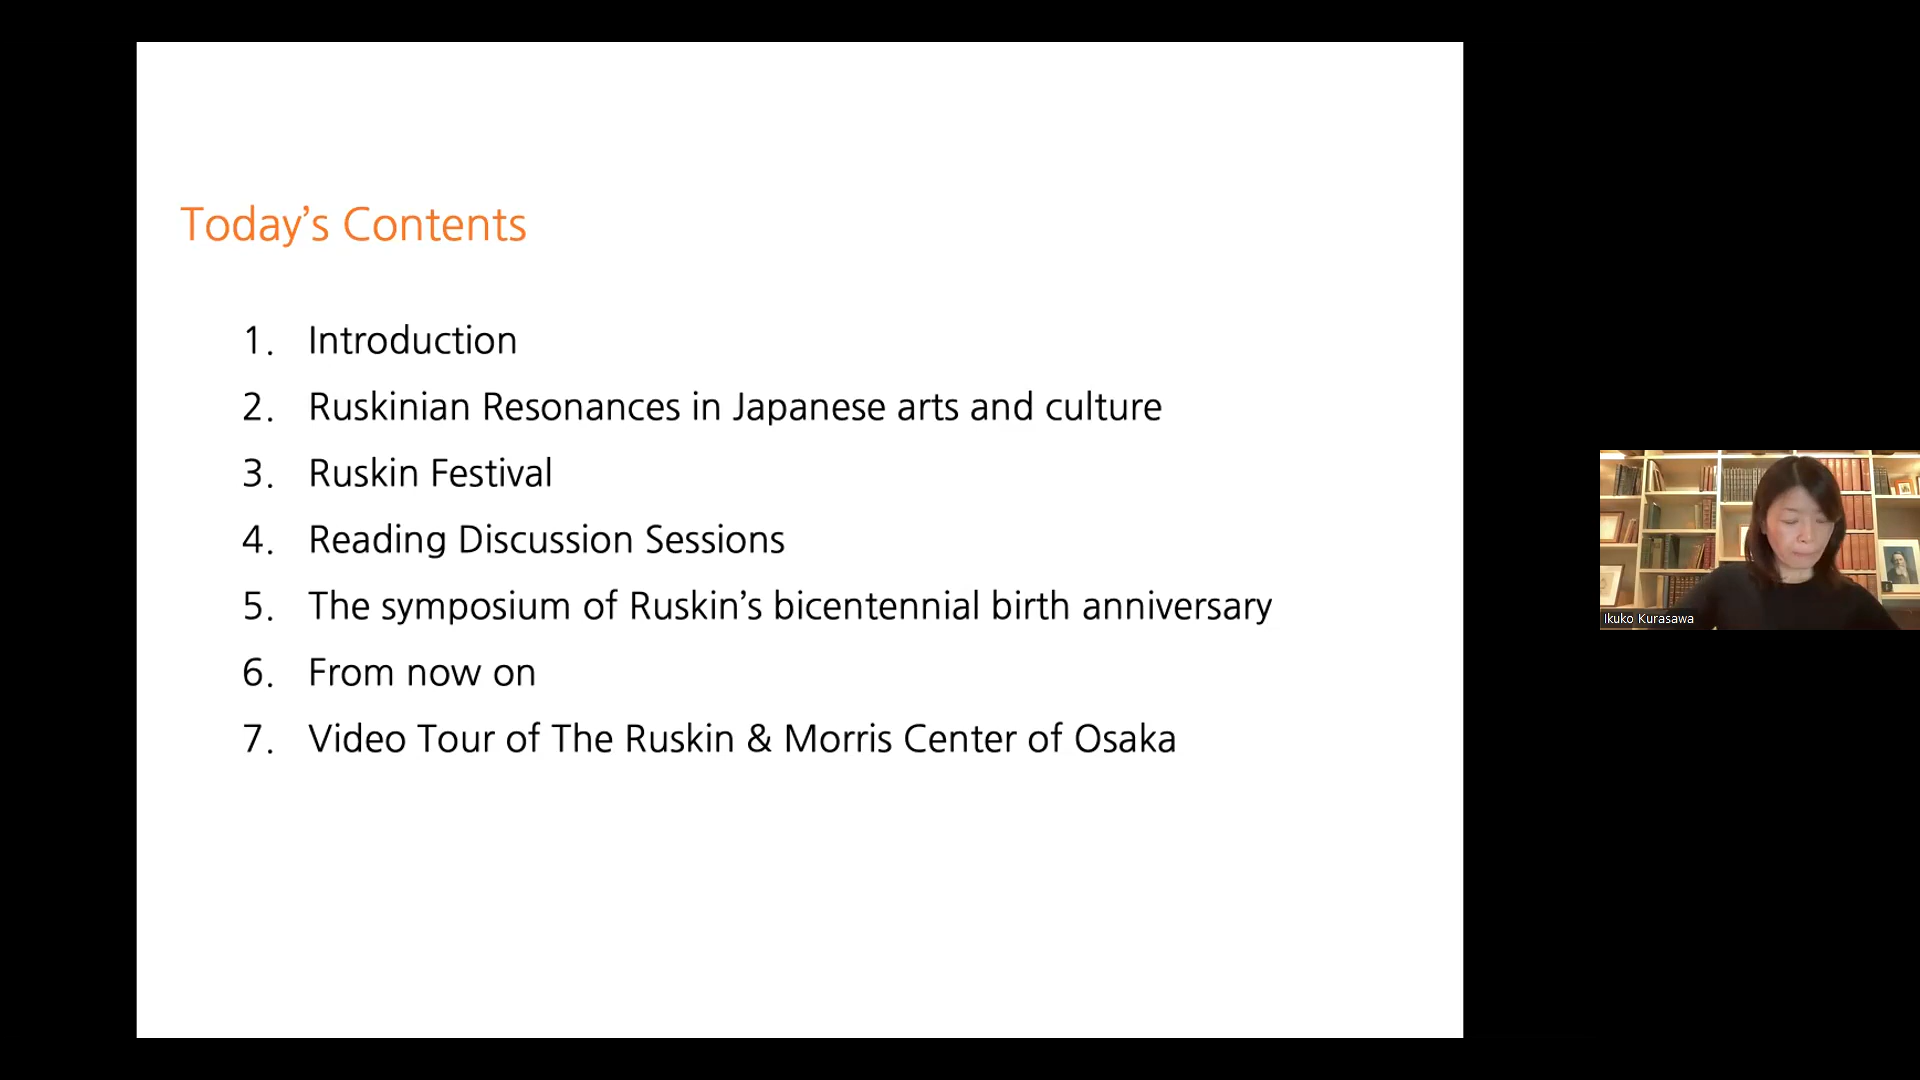 Today’s Contents
1. Introduction
2. Ruskinian Resonances in Japanese arts and culture
3. Ruskin Festival
4. Reading Discussion Sessions
5. The symposium of Ruskin’s bicentennial birth anniversary
6. From now on
7. Video Tour of The Ruskin & Morris Center of Osaka
Ikuko Kurasawa